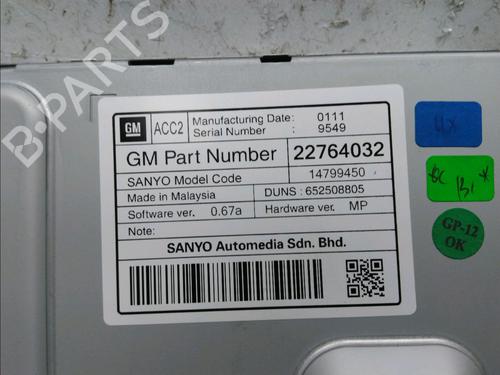 B-PARTS
GM ACC2 Manufacturing Date: 0111
Serial Number : 9549
GM Part Number 22764032
SANYO Model Code 14799450
Made in Malaysia DUNS : 652508805
Software ver. 0.67a Hardware ver. MP
Note:
SANYO Automedia Sdn. Bhd.
GP-12
OK